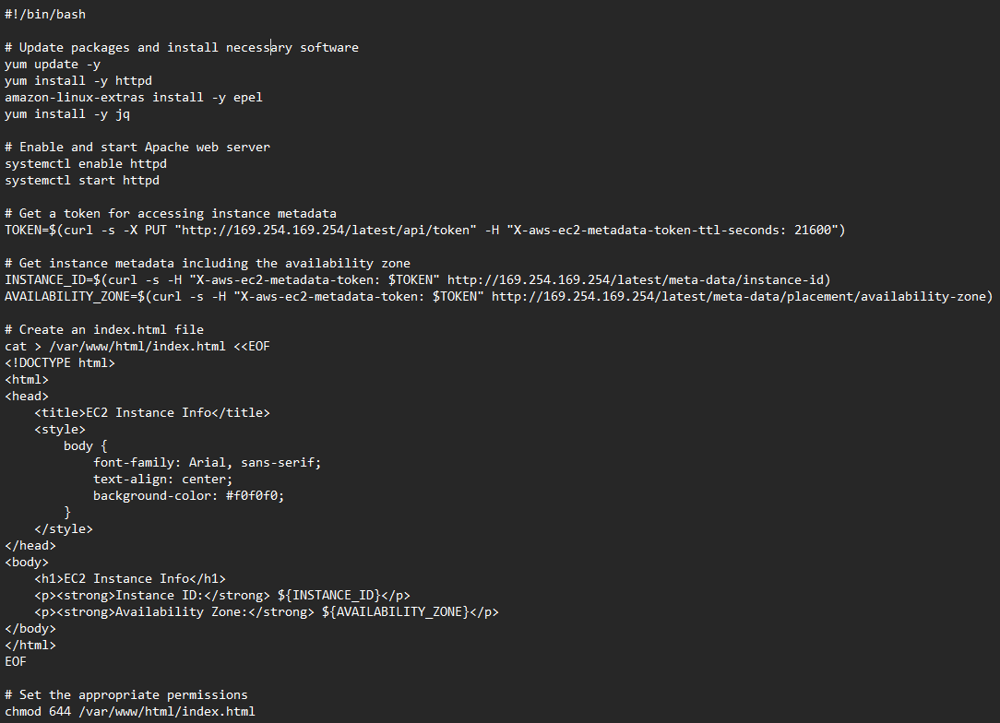 #!/bin/bash

# Update packages and install necessary software
yum update -y
yum install -y httpd
amazon-linux-extras install -y epel
yum install -y jq

# Enable and start Apache web server
systemctl enable httpd
systemctl start httpd

# Get a token for accessing instance metadata
TOKEN=$(curl -s -X PUT "http://169.254.169.254/latest/api/token" -H "X-aws-ec2-metadata-token-ttl-seconds: 21600")

# Get instance metadata including the availability zone
INSTANCE_ID=$(curl -s -H "X-aws-ec2-metadata-token: $TOKEN" http://169.254.169.254/latest/meta-data/instance-id)
AVAILABILITY_ZONE=$(curl -s -H "X-aws-ec2-metadata-token: $TOKEN" http://169.254.169.254/latest/meta-data/placement/availability-zone)

# Create an index.html file
cat > /var/www/html/index.html <<EOF
<!DOCTYPE html>
<html>
<head>
    <title>EC2 Instance Info</title>
    <style>
        body {
            font-family: Arial, sans-serif;
            text-align: center;
            background-color: #f0f0f0;
        }
    </style>
</head>
<body>
    <h1>EC2 Instance Info</h1>
    <p><strong>Instance ID:</strong> ${INSTANCE_ID}</p>
    <p><strong>Availability Zone:</strong> ${AVAILABILITY_ZONE}</p>
</body>
</html>
EOF

# Set the appropriate permissions
chmod 644 /var/www/html/index.html